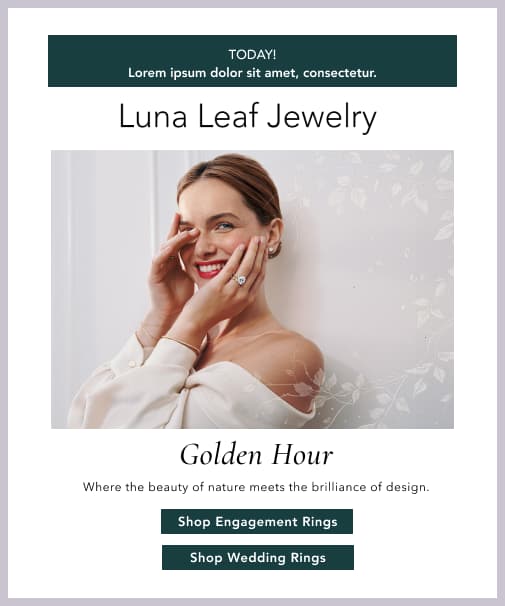 TODAY!
Lorem ipsum dolor sit amet, consectetur.
Luna Leaf Jewelry
Golden Hour
Where the beauty of nature meets the brilliance of design.
Shop Engagement Rings
Shop Wedding Rings